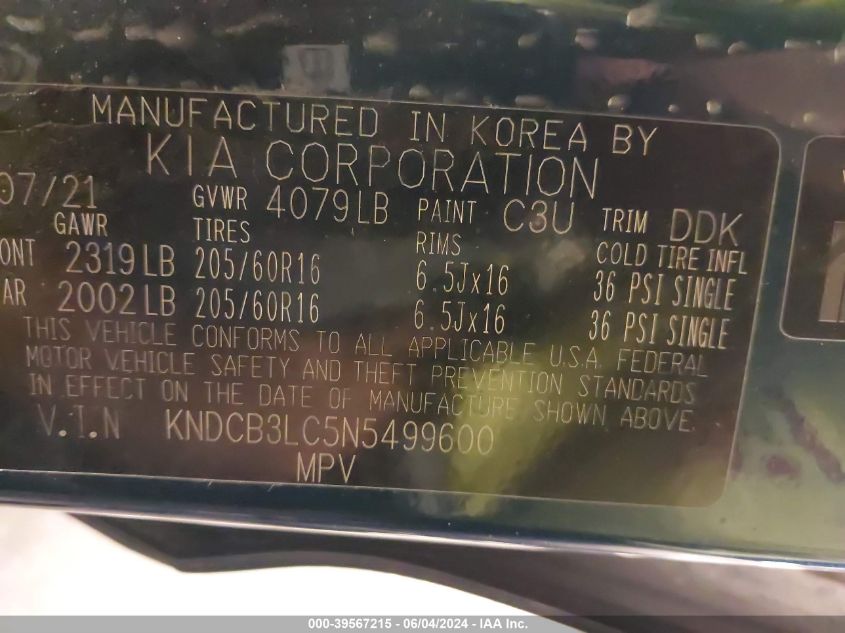 MANUFACTURED IN KOREA BY
KIA CORPORATION
07/21 GVWR 4079LB PAINT C3U TRIM DDK
GAWR TIRES RIMS COLD TIRE INFL
ONT 2319LB 205/60R16 6.5Jx16 36 PSI SINGLE
AR 2002LB 205/60R16 6.5Jx16 36 PSI SINGLE
THIS VEHICLE CONFORMS TO ALL APPLICABLE U.S.A. FEDERAL
MOTOR VEHICLE SAFETY AND THEFT PREVENTION STANDARDS
IN EFFECT ON THE DATE OF MANUFACTURE SHOWN ABOVE.
V.I.N KNDCB3LC5N5499600
MPV
000-39567215 - 06/04/2024 - IAA Inc.